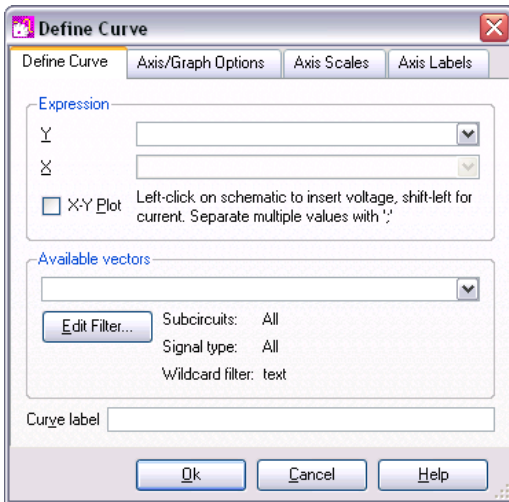 Define Curve
Define Curve Axis/Graph Options Axis Scales Axis Labels
Expression
Y
X
X-Y Plot Left-click on schematic to insert voltage, shift-left for
current. Separate multiple values with ';'
Available vectors
Edit Filter... Subcircuits: All
Signal type: All
Wildcard filter: text
Curve label
Ok Cancel Help